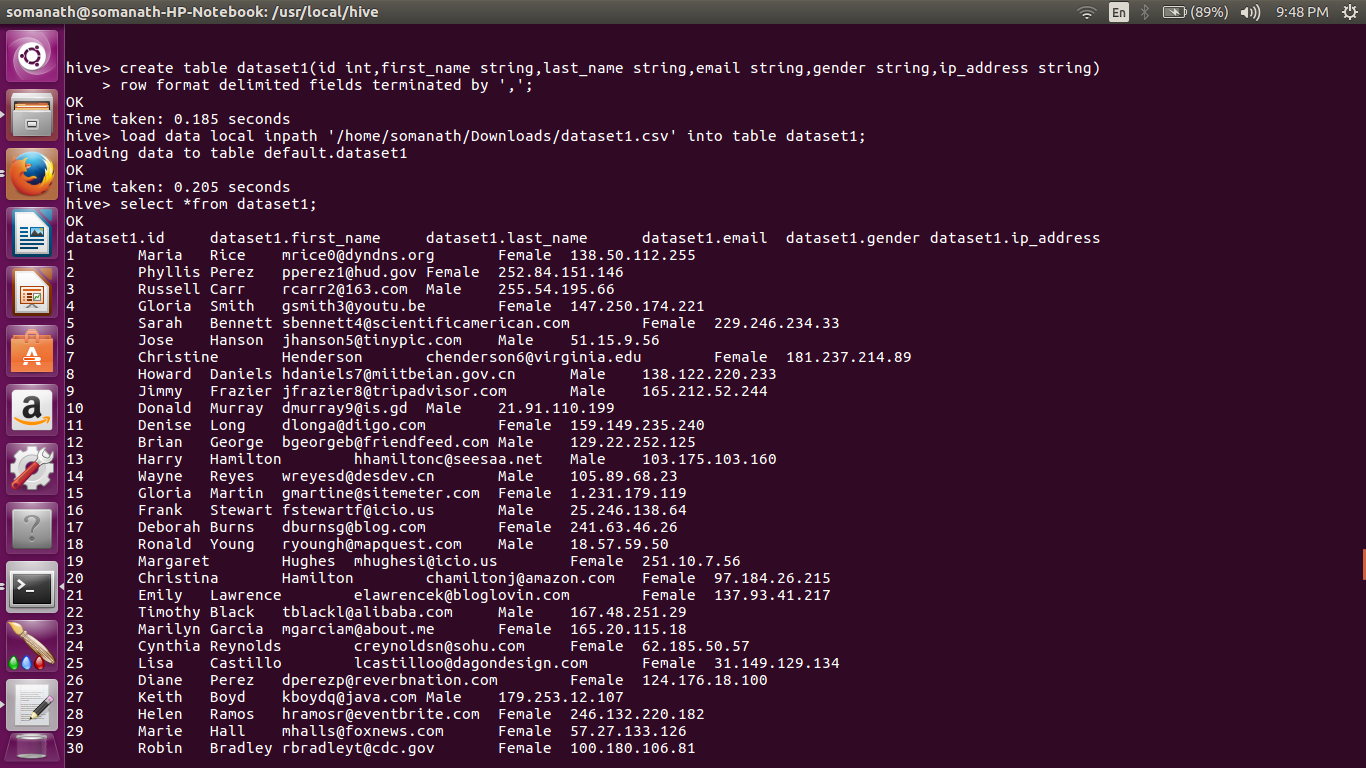 somanath@somanath-HP-Notebook: /usr/local/hive En (89%) 9:48 PM
hive> create table dataset1(id int,first_name string,last_name string,email string,gender string,ip_address string)
    > row format delimited fields terminated by ',';
OK
Time taken: 0.185 seconds
hive> load data local inpath '/home/somanath/Downloads/dataset1.csv' into table dataset1;
Loading data to table default.dataset1
OK
Time taken: 0.205 seconds
hive> select *from dataset1;
OK
dataset1.id	dataset1.first_name	dataset1.last_name	dataset1.email	dataset1.gender	dataset1.ip_address
1	Maria	Rice	mrice0@dyndns.org	Female	138.50.112.255
2	Phyllis	Perez	pperez1@hud.gov	Female	252.84.151.146
3	Russell	Carr	rcarr2@163.com	Male	255.54.195.66
4	Gloria	Smith	gsmith3@youtu.be	Female	147.250.174.221
5	Sarah	Bennett	sbennett4@scientificamerican.com	Female	229.246.234.33
6	Jose	Hanson	jhanson5@tinypic.com	Male	51.15.9.56
7	Christine	Henderson	chenderson6@virginia.edu	Female	181.237.214.89
8	Howard	Daniels	hdaniels7@miitbeian.gov.cn	Male	138.122.220.233
9	Jimmy	Frazier	jfrazier8@tripadvisor.com	Male	165.212.52.244
10	Donald	Murray	dmurray9@is.gd	Male	21.91.110.199
11	Denise	Long	dlonga@diigo.com	Female	159.149.235.240
12	Brian	George	bgeorgeb@friendfeed.com	Male	129.22.252.125
13	Harry	Hamilton	hhamiltonc@seesaa.net	Male	103.175.103.160
14	Wayne	Reyes	wreyesd@desdev.cn	Male	105.89.68.23
15	Gloria	Martin	gmartine@sitemeter.com	Female	1.231.179.119
16	Frank	Stewart	fstewartf@icio.us	Male	25.246.138.64
17	Deborah	Burns	dburnsg@blog.com	Female	241.63.46.26
18	Ronald	Young	ryoungh@mapquest.com	Male	18.57.59.50
19	Margaret	Hughes	mhughesi@icio.us	Female	251.10.7.56
20	Christina	Hamilton	chamiltonj@amazon.com	Female	97.184.26.215
21	Emily	Lawrence	elawrencek@bloglovin.com	Female	137.93.41.217
22	Timothy	Black	tblackl@alibaba.com	Male	167.48.251.29
23	Marilyn	Garcia	mgarciam@about.me	Female	165.20.115.18
24	Cynthia	Reynolds	creynoldsn@sohu.com	Female	62.185.50.57
25	Lisa	Castillo	lcastilloo@dagondesign.com	Female	31.149.129.134
26	Diane	Perez	dperezp@reverbnation.com	Female	124.176.18.100
27	Keith	Boyd	kboydq@java.com	Male	179.253.12.107
28	Helen	Ramos	hramosr@eventbrite.com	Female	246.132.220.182
29	Marie	Hall	mhalls@foxnews.com	Female	57.27.133.126
30	Robin	Bradley	rbradleyt@cdc.gov	Female	100.180.106.81